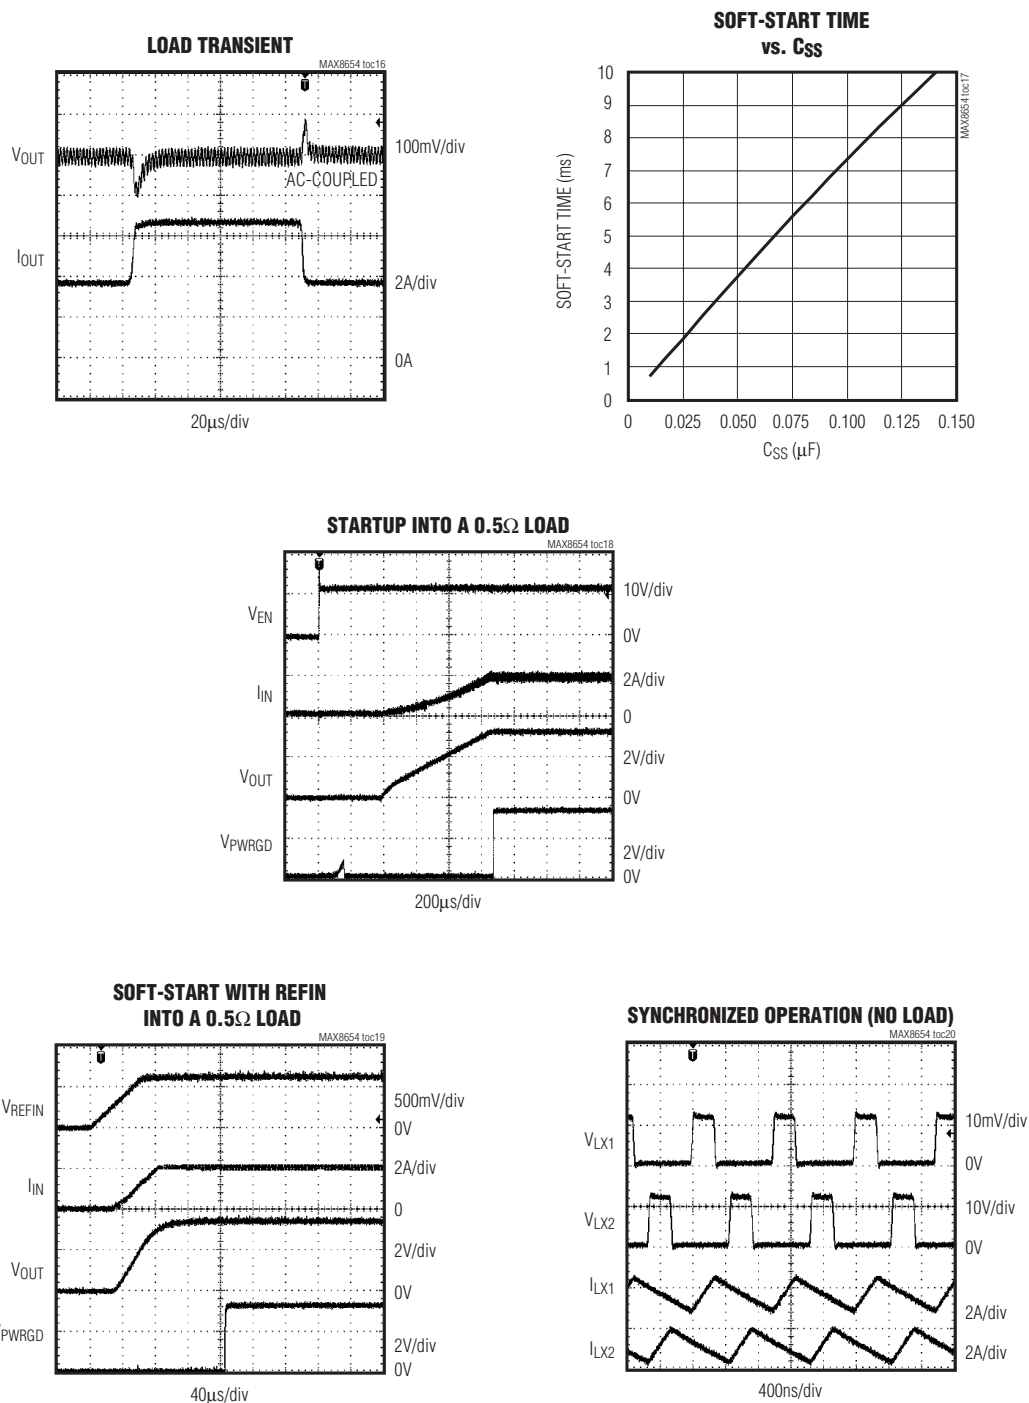 LOAD TRANSIENT
MAX8654 toc16
T
VOUT
100mV/div
AC-COUPLED
IOUT
2A/div
0A
20μs/div
SOFT-START TIME
vs. CSS
MAX8654 toc17
SOFT-START TIME (ms)
10
9
8
7
6
5
4
3
2
1
0
0 0.025 0.050 0.075 0.100 0.125 0.150
CSS (μF)
STARTUP INTO A 0.5Ω LOAD
MAX8654 toc18
T
VEN
10V/div
0V
IIN
2A/div
0
VOUT
2V/div
0V
VPWRGD
2V/div
0V
200μs/div
SOFT-START WITH REFIN
INTO A 0.5Ω LOAD
MAX8654 toc19
T
VREFIN
500mV/div
0V
IIN
2A/div
0
VOUT
2V/div
0V
PWRGD
2V/div
0V
40μs/div
SYNCHRONIZED OPERATION (NO LOAD)
MAX8654 toc20
T
VLX1
10mV/div
0V
VLX2
10V/div
0V
ILX1
2A/div
ILX2
2A/div
400ns/div